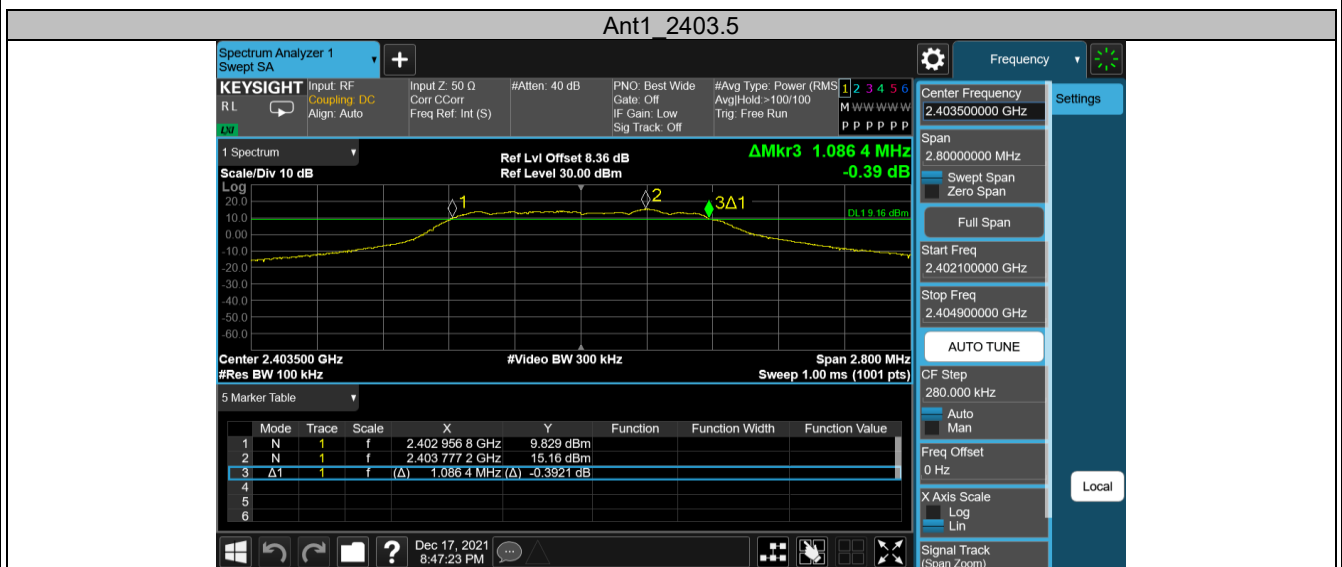 Ant1_2403.5
Spectrum Analyzer 1
Swept SA
Frequency
KEYSIGHT
RL
LXI
Input: RF
Coupling: DC
Align: Auto
Input Z: 50 Ω
Corr CCorr
Freq Ref: Int (S)
#Atten: 40 dB
PNO: Best Wide
Gate: Off
IF Gain: Low
Sig Track: Off
#Avg Type: Power (RMS
Avg|Hold:>100/100
Trig: Free Run
1 2 3 4 5 6
M W W W W W
P P P P P P
1 Spectrum
Scale/Div 10 dB
Ref Lvl Offset 8.36 dB
Ref Level 30.00 dBm
ΔMkr3 1.086 4 MHz
-0.39 dB
Log
20.0
10.0
0.00
-10.0
-20.0
-30.0
-40.0
-50.0
-60.0
1
2
3Δ1
DL1 9.16 dBm
Center 2.403500 GHz
#Video BW 300 kHz
Span 2.800 MHz
#Res BW 100 kHz
Sweep 1.00 ms (1001 pts)
5 Marker Table
Mode Trace Scale X Y Function Function Width Function Value
1 N 1 f 2.402 956 8 GHz 9.829 dBm
2 N 1 f 2.403 777 2 GHz 15.16 dBm
3 Δ1 1 f (Δ) 1.086 4 MHz (Δ) -0.3921 dB
4
5
6
Dec 17, 2021
8:47:23 PM
Center Frequency
2.403500000 GHz
Settings
Span
2.80000000 MHz
Swept Span
Zero Span
Full Span
Start Freq
2.402100000 GHz
Stop Freq
2.404900000 GHz
AUTO TUNE
CF Step
280.000 kHz
Auto
Man
Freq Offset
0 Hz
X Axis Scale
Log
Lin
Local
Signal Track
(Span Zoom)